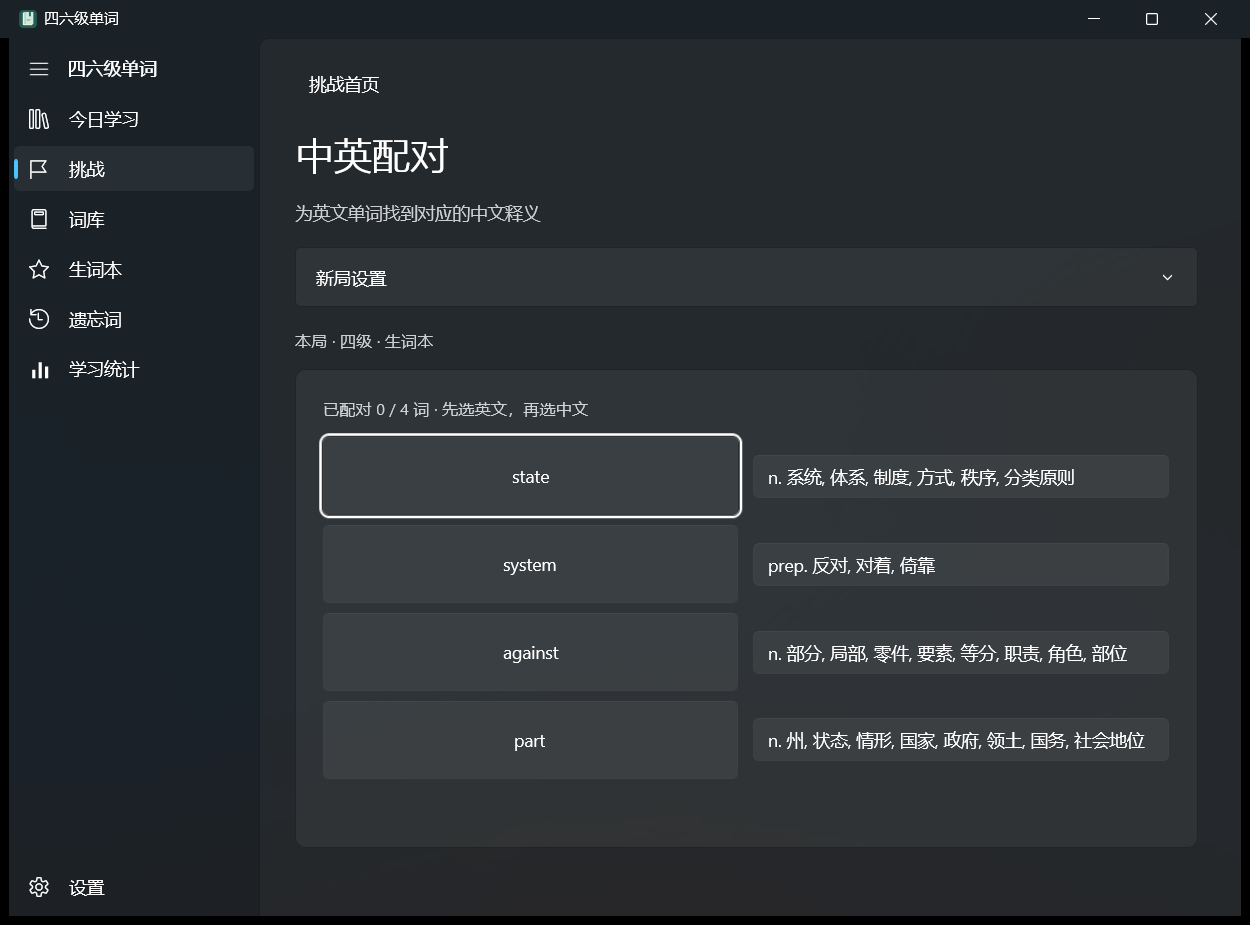 四六级单词
四六级单词
今日学习
挑战
词库
生词本
遗忘词
学习统计
设置
挑战首页
中英配对
为英文单词找到对应的中文释义
新局设置
本局 · 四级 · 生词本
已配对 0 / 4 词 · 先选英文，再选中文
state
n. 系统, 体系, 制度, 方式, 秩序, 分类原则
system
prep. 反对, 对着, 倚靠
against
n. 部分, 局部, 零件, 要素, 等分, 职责, 角色, 部位
part
n. 州, 状态, 情形, 国家, 政府, 领土, 国务, 社会地位